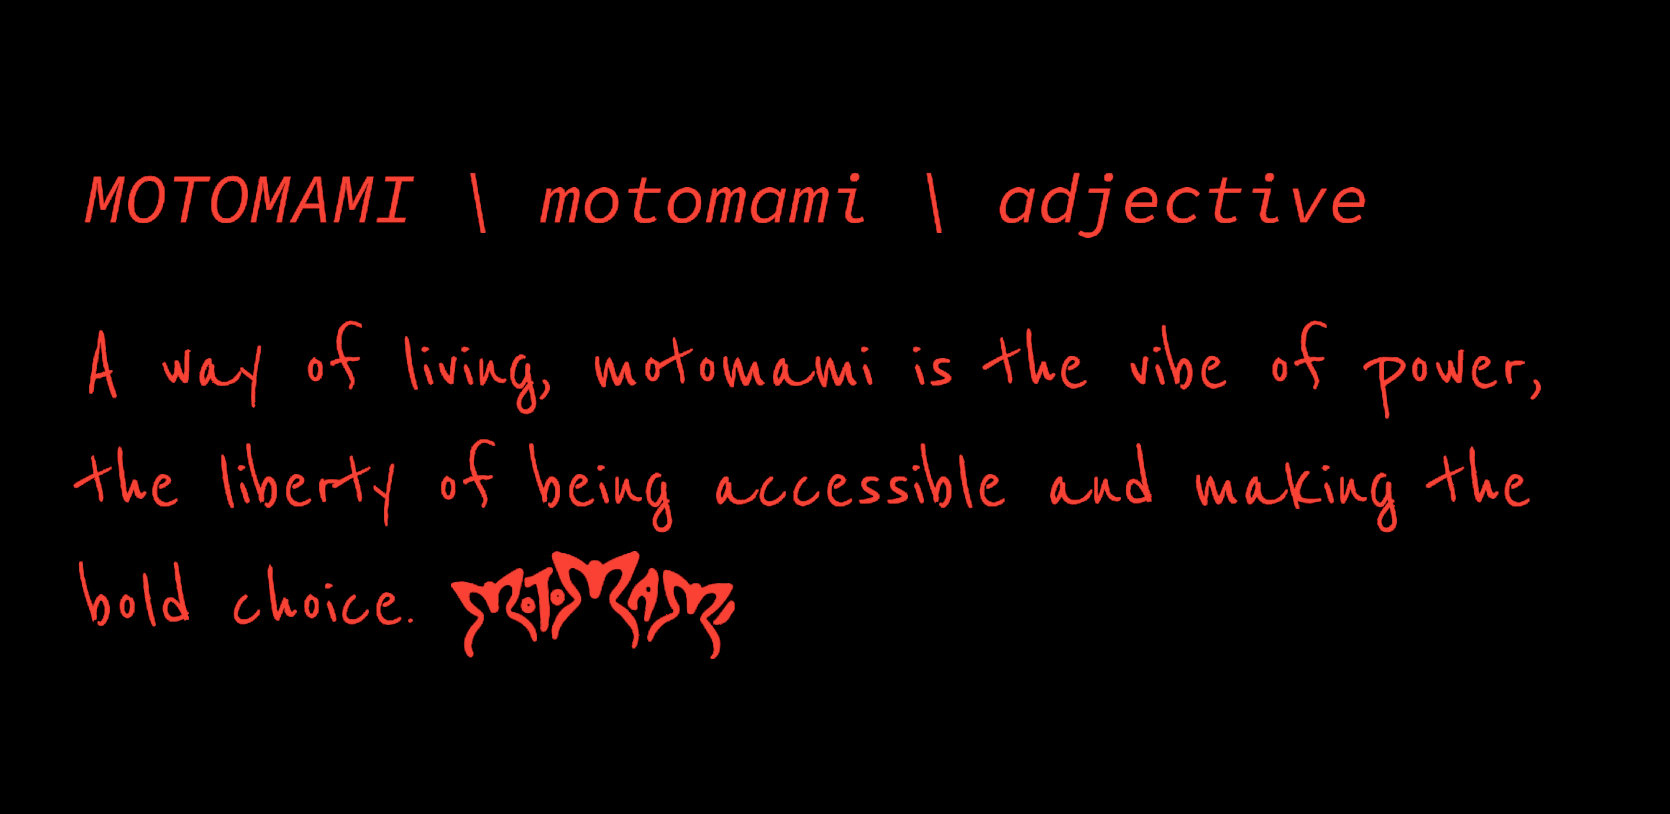 MOTOMAMI \ motomami \ adjective
A way of living, motomami is the vibe of power,
the liberty of being accessible and making the
bold choice. MOTOMAMI